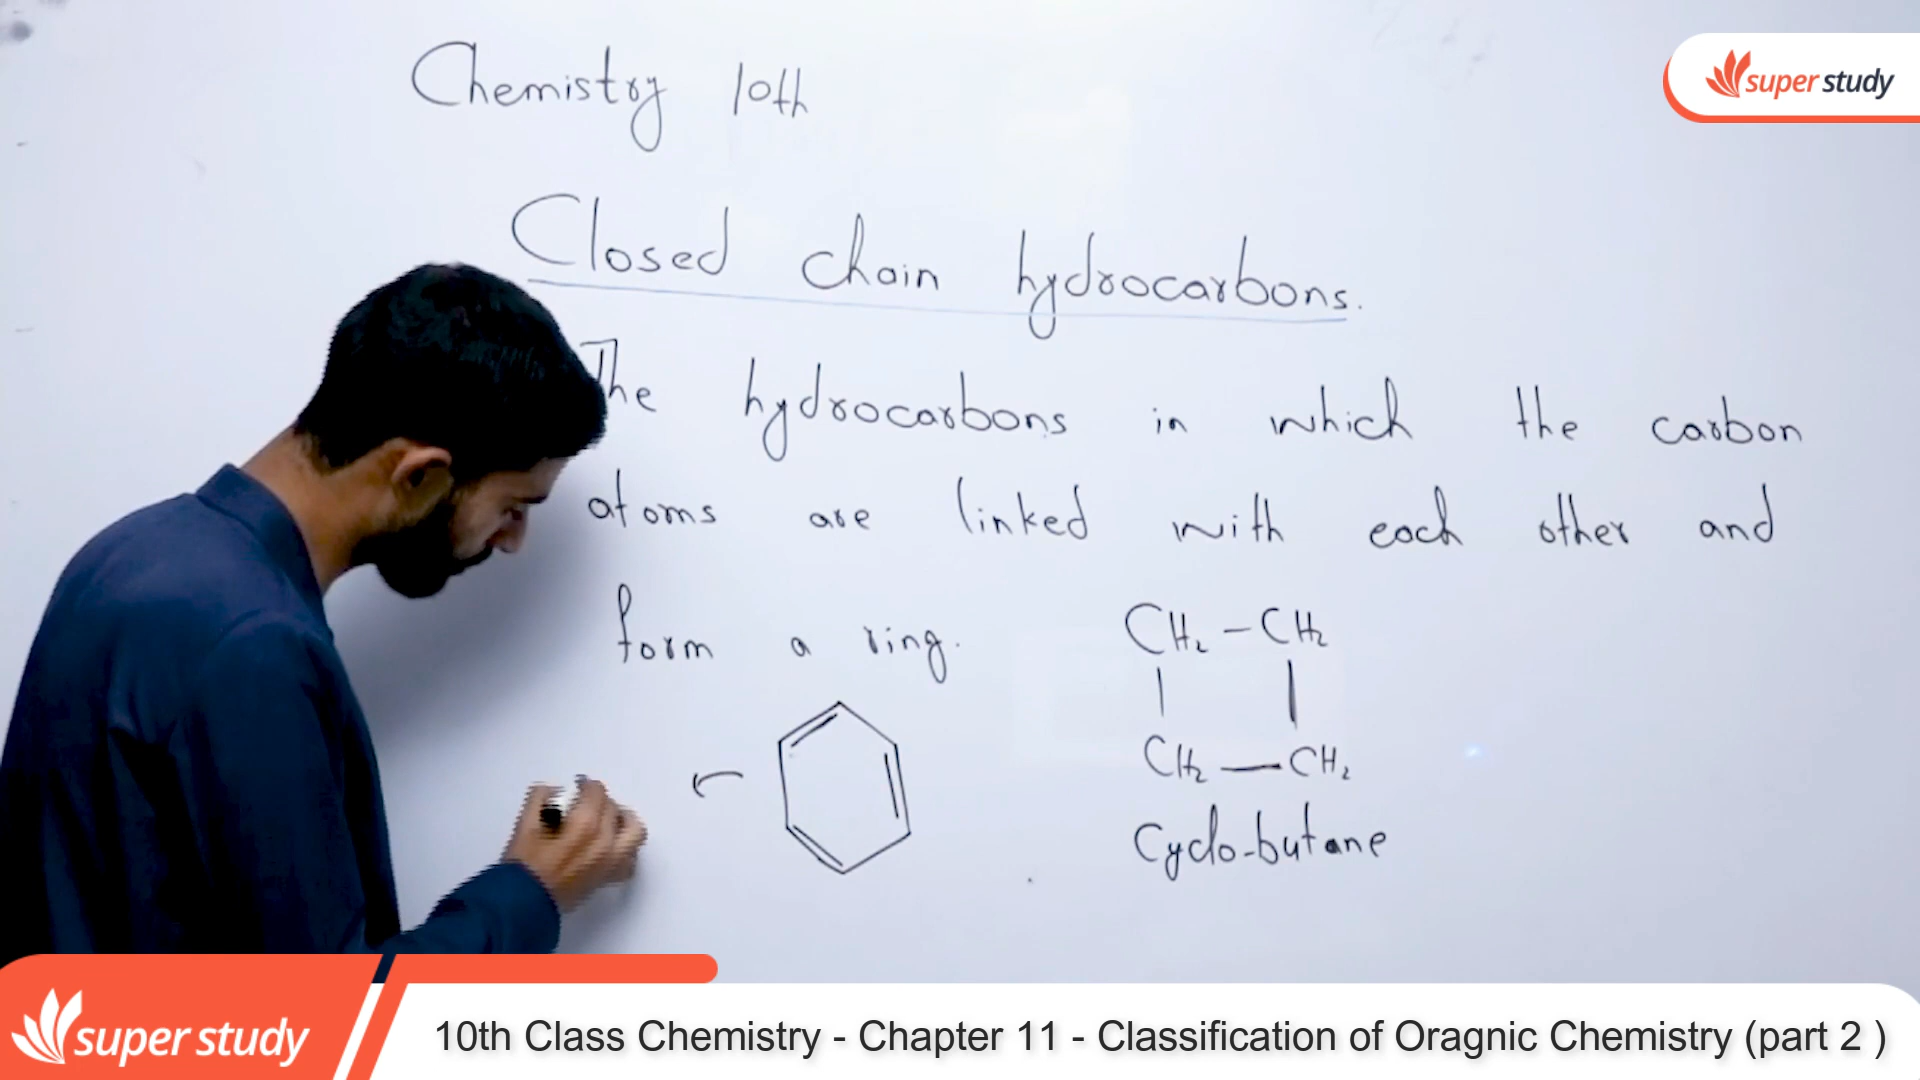 Chemistry 10th
super study
Closed chain hydrocarbons.
The hydrocarbons in which the carbon
atoms are linked with each other and
form a ring.
CH₂ – CH₂
| |
CH₂ — CH₂
Cyclo-butane
super study
10th Class Chemistry - Chapter 11 - Classification of Oragnic Chemistry (part 2 )